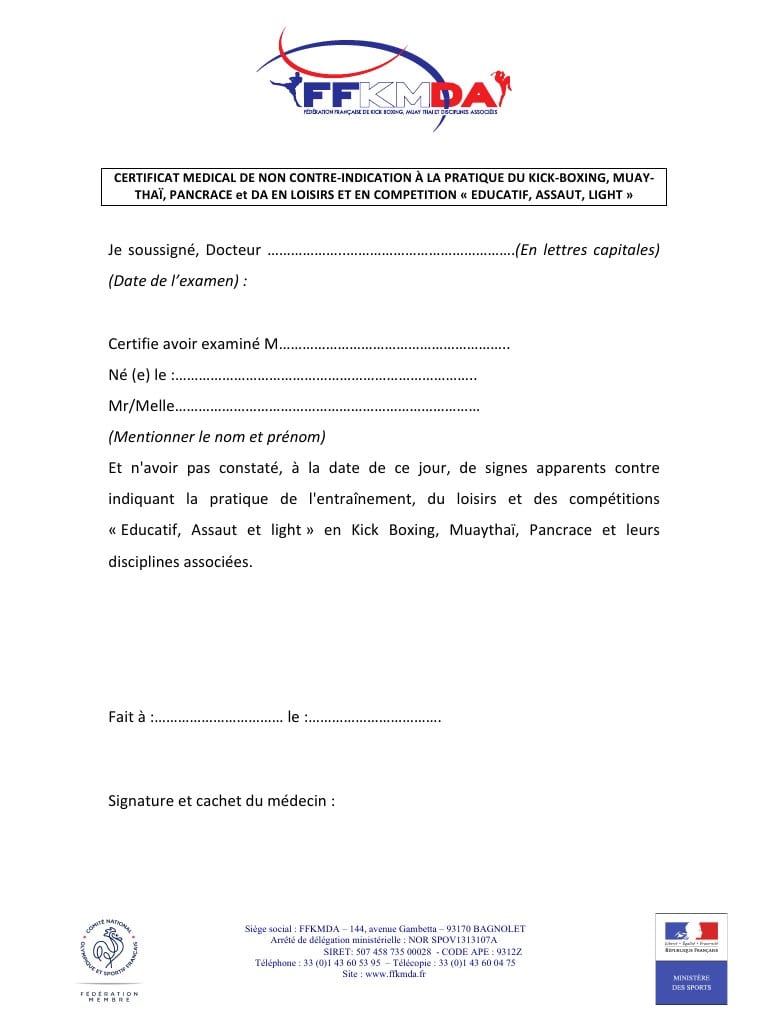 FFKMDA
FÉDÉRATION FRANÇAISE DE KICK BOXING, MUAY THAI ET DISCIPLINES ASSOCIÉES
CERTIFICAT MEDICAL DE NON CONTRE-INDICATION À LA PRATIQUE DU KICK-BOXING, MUAY-
THAÏ, PANCRACE et DA EN LOISIRS ET EN COMPETITION « EDUCATIF, ASSAUT, LIGHT »
Je soussigné, Docteur ………………..…………………………………….(En lettres capitales)
(Date de l’examen) :
Certifie avoir examiné M…………………………………………………..
Né (e) le :…………………………………………………………………..
Mr/Melle……………………………………………………………………
(Mentionner le nom et prénom)
Et n'avoir pas constaté, à la date de ce jour, de signes apparents contre
indiquant la pratique de l'entraînement, du loisirs et des compétitions
« Educatif, Assaut et light » en Kick Boxing, Muaythaï, Pancrace et leurs
disciplines associées.
Fait à :…………………………… le :…………………………….
Signature et cachet du médecin :
COMITÉ NATIONAL OLYMPIQUE ET SPORTIF FRANÇAIS
FÉDÉRATION
MEMBRE
Siège social : FFKMDA – 144, avenue Gambetta – 93170 BAGNOLET
Arrêté de délégation ministérielle : NOR SPOV1313107A
SIRET: 507 458 735 00028 - CODE APE : 9312Z
Téléphone : 33 (0)1 43 60 53 95 – Télécopie : 33 (0)1 43 60 04 75
Site : www.ffkmda.fr
Liberté • Égalité • Fraternité
RÉPUBLIQUE FRANÇAISE
MINISTÈRE
DES SPORTS